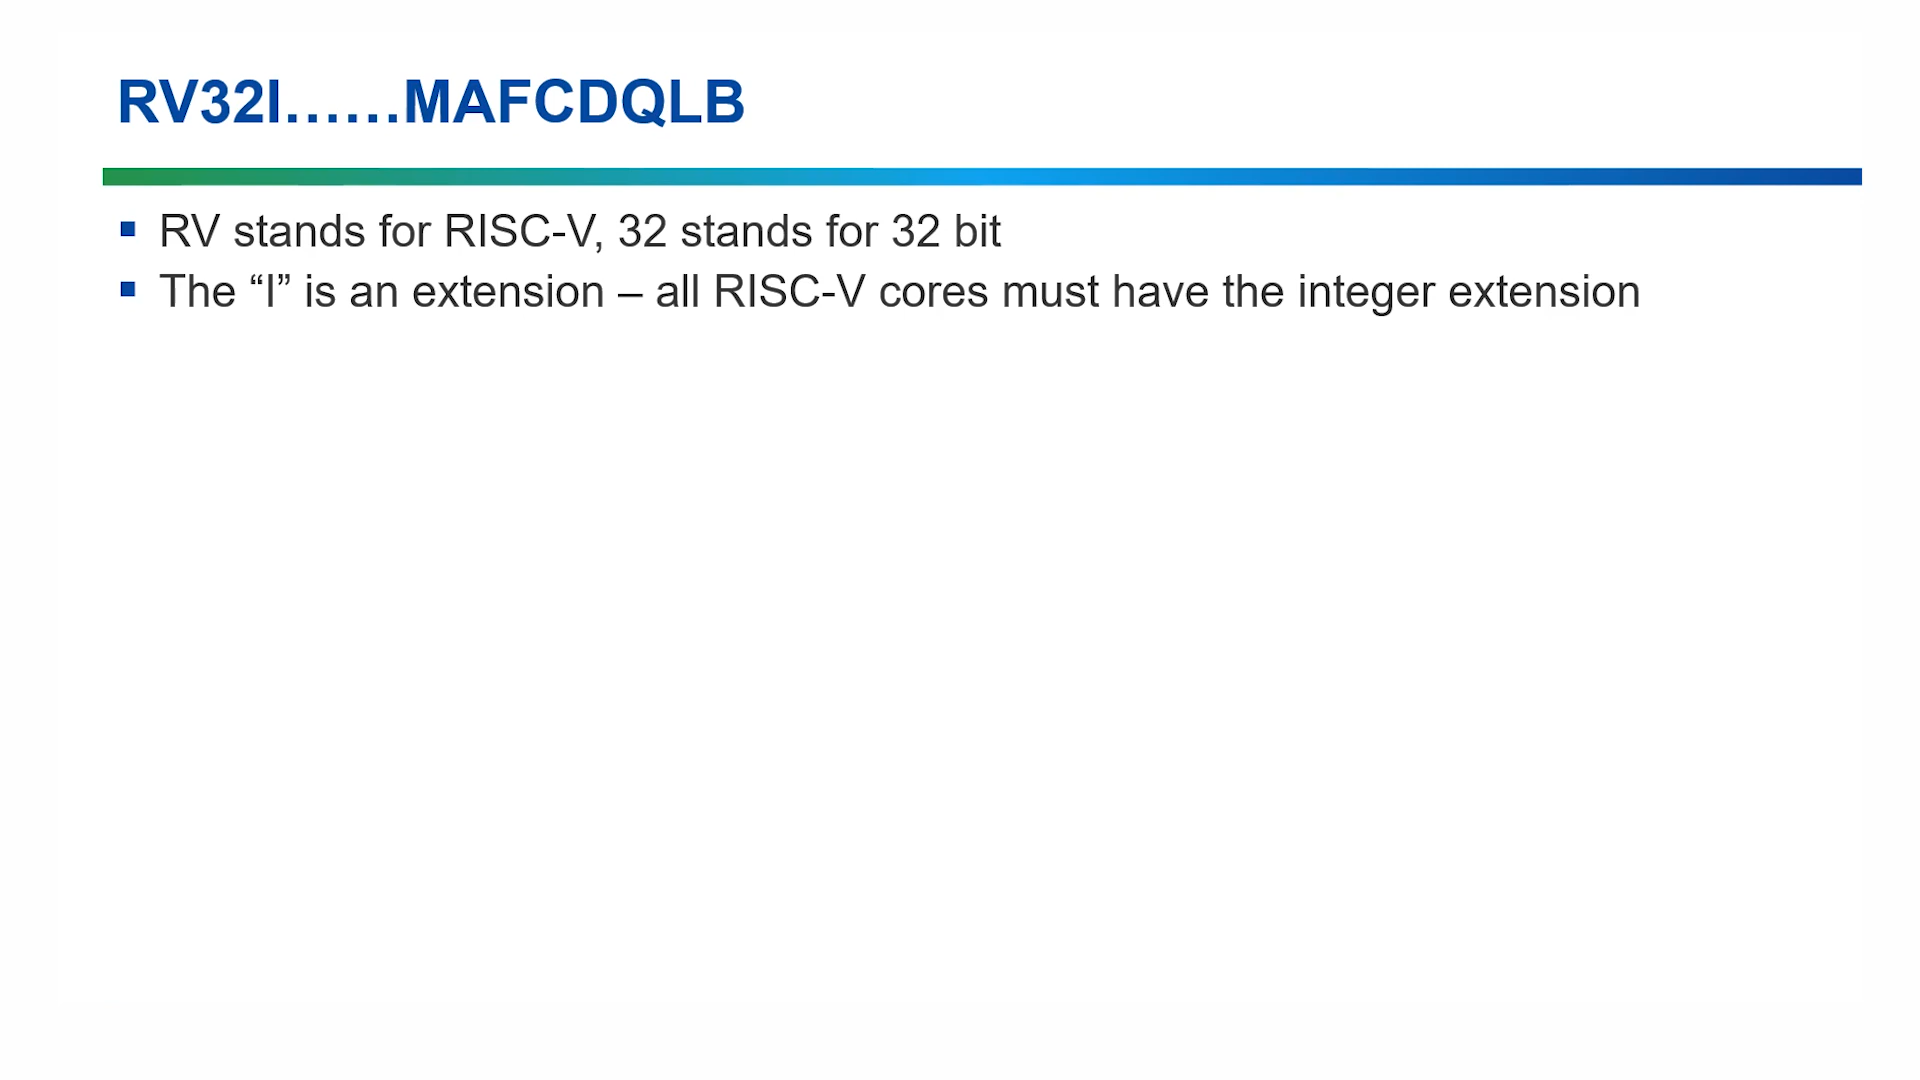 RV32I……MAFCDQLB
RV stands for RISC-V, 32 stands for 32 bit
The “I” is an extension – all RISC-V cores must have the integer extension